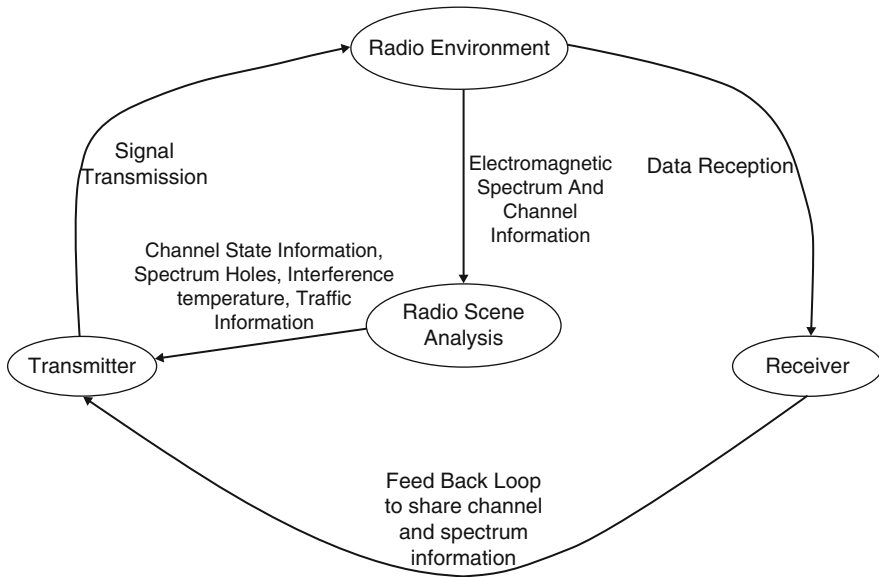 Radio Environment
Signal
Transmission
Electromagnetic
Spectrum And
Channel
Information
Data Reception
Channel State Information,
Spectrum Holes, Interference
temperature, Traffic
Information
Radio Scene
Analysis
Transmitter
Receiver
Feed Back Loop
to share channel
and spectrum
information